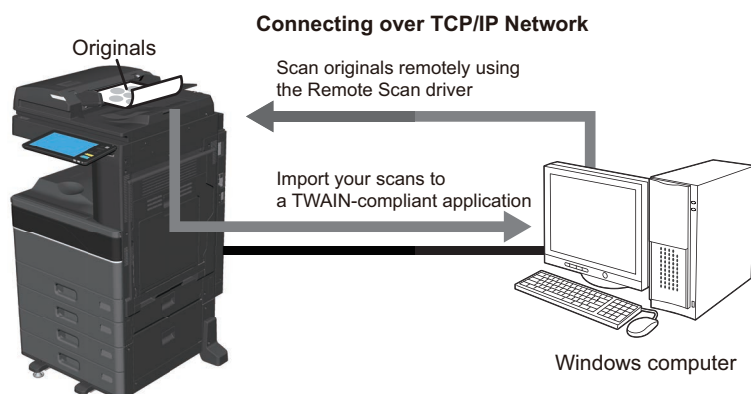 Connecting over TCP/IP Network
Originals
Scan originals remotely using
the Remote Scan driver
Import your scans to
a TWAIN-compliant application
Windows computer